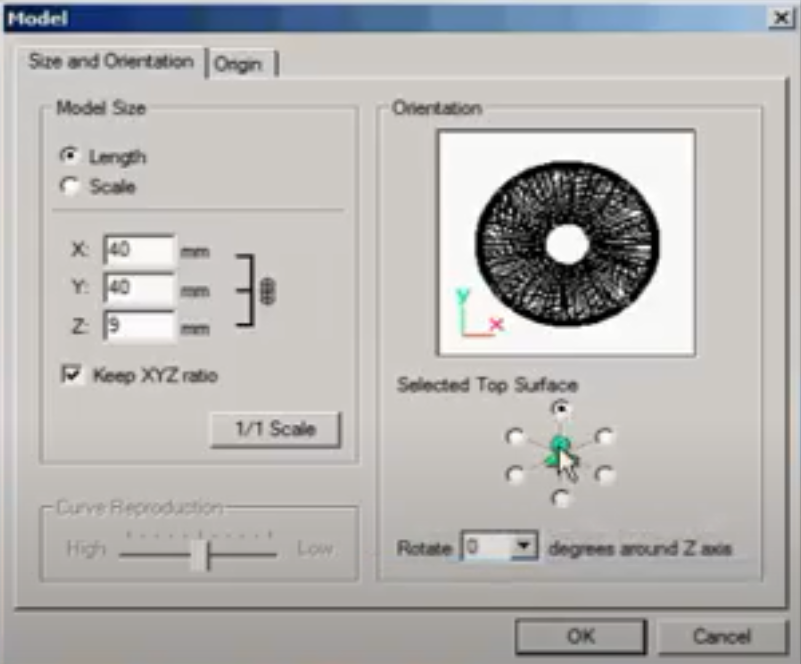 Model
Size and Orientation
Origin
Model Size
Length
Scale
X: 40 mm
Y: 40 mm
Z: 9 mm
Keep XYZ ratio
1/1 Scale
Curve Reproduction
High Low
Orientation
y
x
Selected Top Surface
Rotate 0 degrees around Z axis
OK Cancel